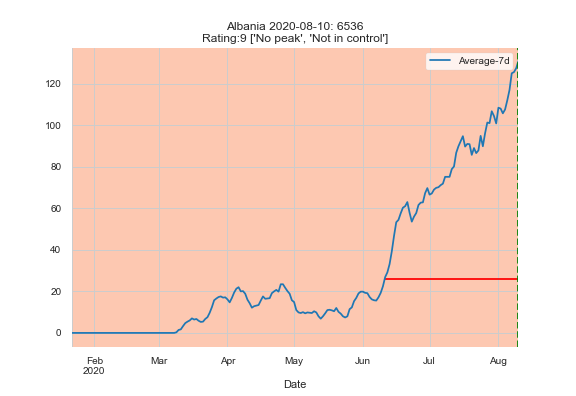 Albania 2020-08-10: 6536
Rating:9 ['No peak', 'Not in control']
Average-7d
120
100
80
60
40
20
0
Feb
2020
Mar
Apr
May
Jun
Jul
Aug
Date